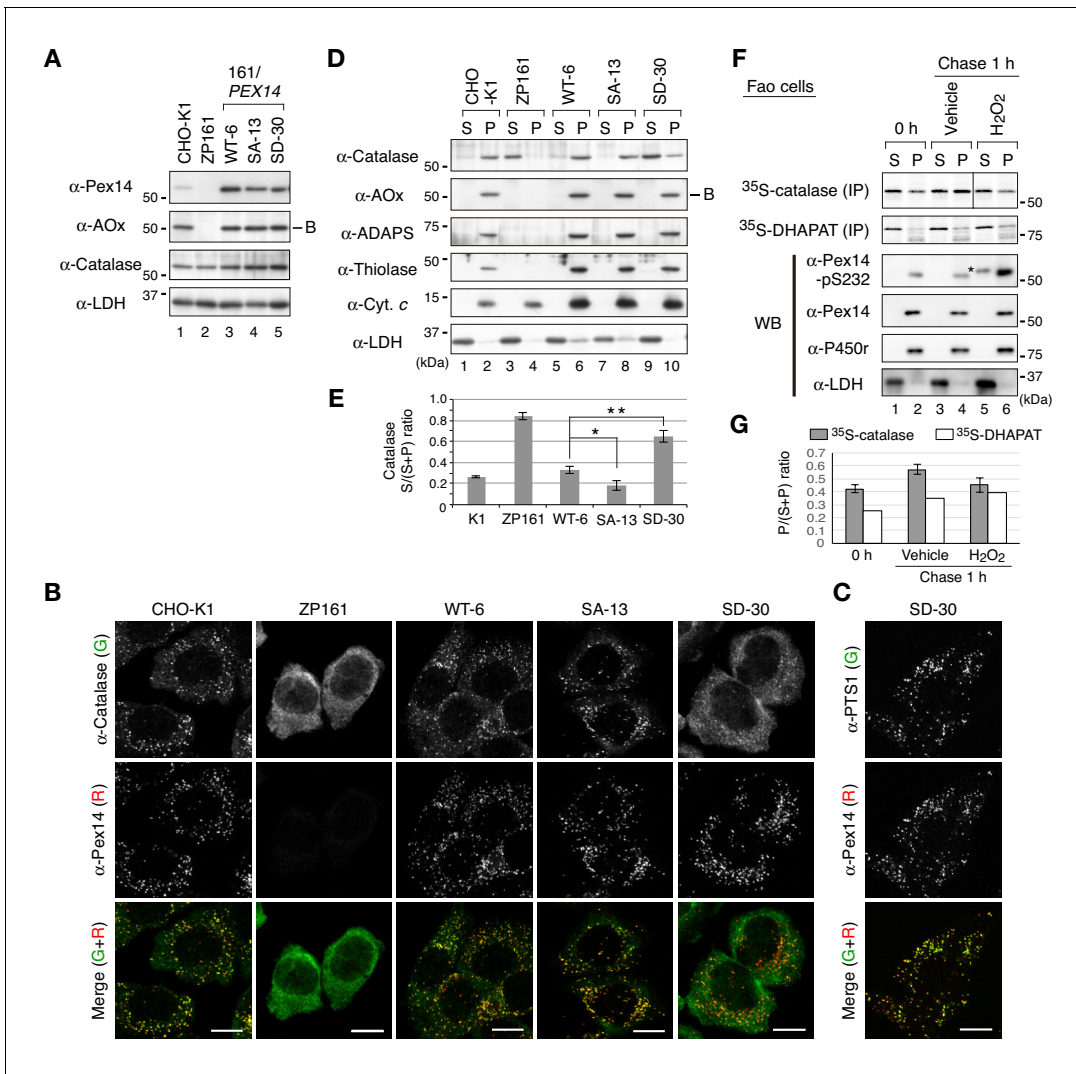 A
161/
PEX14
CHO-K1
ZP161
WT-6
SA-13
SD-30
α-Pex14
50
α-AOx
50
B
α-Catalase
50
α-LDH
37
1 2 3 4 5
D
CHO
-K1
ZP161
WT-6
SA-13
SD-30
S P S P S P S P S P
α-Catalase
50
α-AOx
50
B
α-ADAPS
75
α-Thiolase
50
α-Cyt. c
15
α-LDH
37
(kDa)
1 2 3 4 5 6 7 8 9 10
E
Catalase
S/(S+P) ratio
1.0
0.8
0.6
0.4
0.2
0
**
*
K1 ZP161 WT-6 SA-13 SD-30
F
Fao cells
Chase 1 h
0 h
Vehicle
H2O2
S P S P S P
35S-catalase (IP)
50
35S-DHAPAT (IP)
75
α-Pex14
-pS232
*
50
α-Pex14
50
WB
α-P450r
75
α-LDH
37
1 2 3 4 5 6
(kDa)
G
35S-catalase 35S-DHAPAT
P/(S+P) ratio
0.7
0.6
0.5
0.4
0.3
0.2
0.1
0
0 h Vehicle H2O2
Chase 1 h
B
CHO-K1 ZP161 WT-6 SA-13 SD-30
α-Catalase (G)
α-Pex14 (R)
Merge (G+R)
C
SD-30
α-PTS1 (G)
α-Pex14 (R)
Merge (G+R)